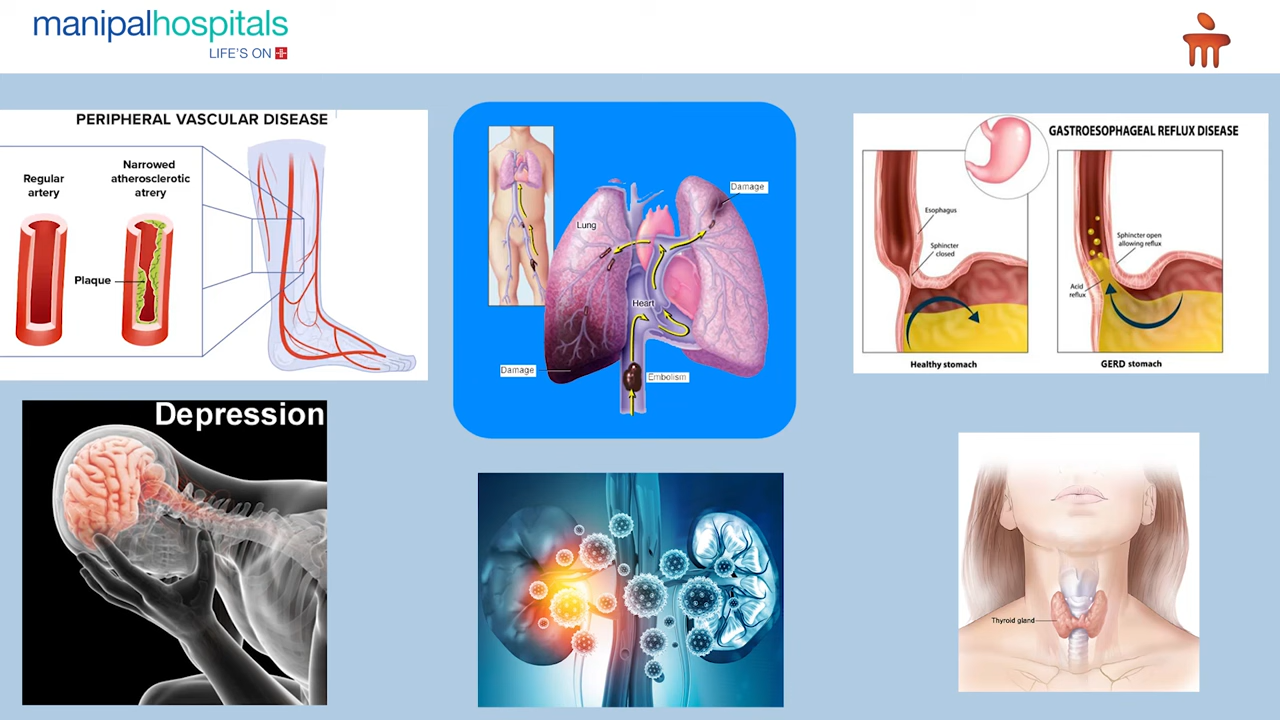 manipalhospitals
LIFE'S ON
PERIPHERAL VASCULAR DISEASE
Regular
artery
Narrowed
atherosclerotic
atrery
Plaque
Damage
Lung
Heart
Damage
Embolism
GASTROESOPHAGEAL REFLUX DISEASE
Esophagus
Sphincter
closed
Sphincter open
allowing reflux
Acid
reflux
Healthy stomach
GERD stomach
Depression
Thyroid gland